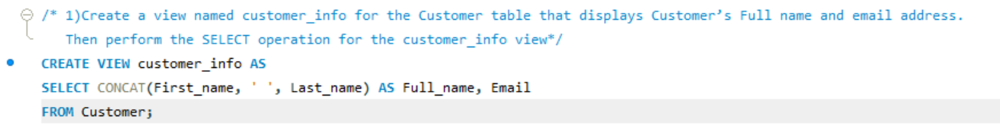 /* 1)Create a view named customer_info for the Customer table that displays Customer’s Full name and email address.
Then perform the SELECT operation for the customer_info view*/
CREATE VIEW customer_info AS
SELECT CONCAT(First_name, ' ', Last_name) AS Full_name, Email
FROM Customer;